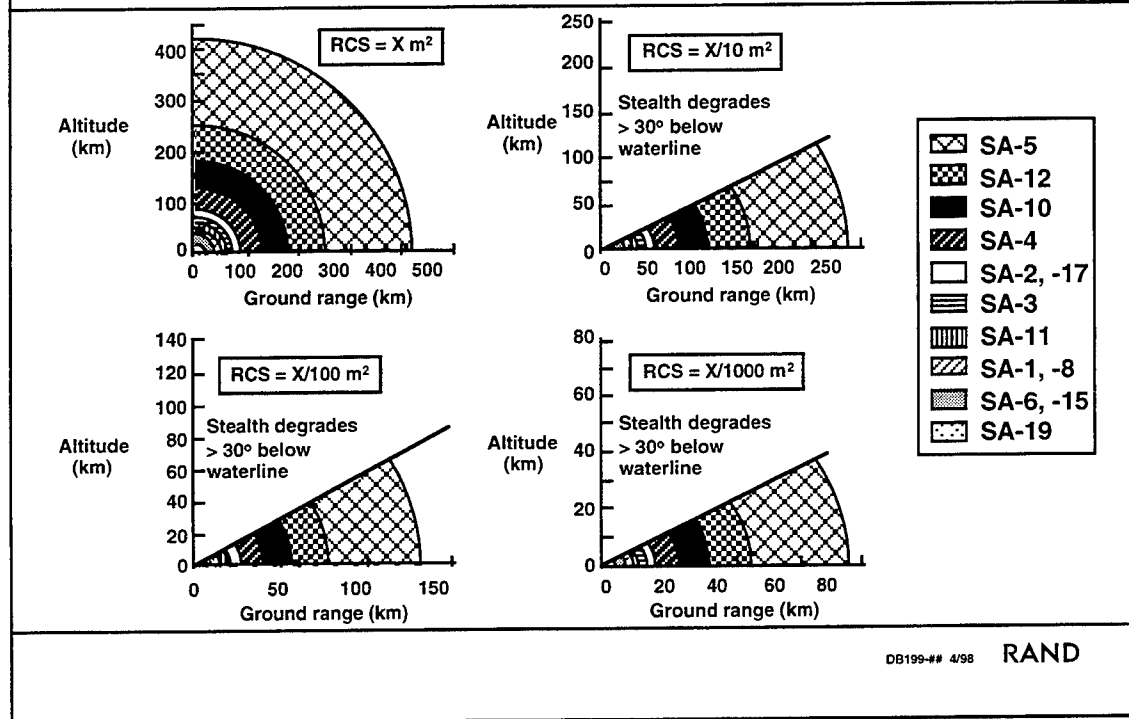 RCS = X m²
400
300
200
100
0
Altitude
(km)
0 100 200 300 400 500
Ground range (km)
RCS = X/10 m²
250
200
150
100
50
0
Altitude
(km)
Stealth degrades
> 30º below
waterline
0 50 100 150 200 250
Ground range (km)
RCS = X/100 m²
140
120
100
80
60
40
20
0
Altitude
(km)
Stealth degrades
> 30º below
waterline
0 50 100 150
Ground range (km)
RCS = X/1000 m²
80
60
40
20
0
Altitude
(km)
Stealth degrades
> 30º below
waterline
0 20 40 60 80
Ground range (km)
SA-5
SA-12
SA-10
SA-4
SA-2, -17
SA-3
SA-11
SA-1, -8
SA-6, -15
SA-19
DB199-## 4/98 RAND